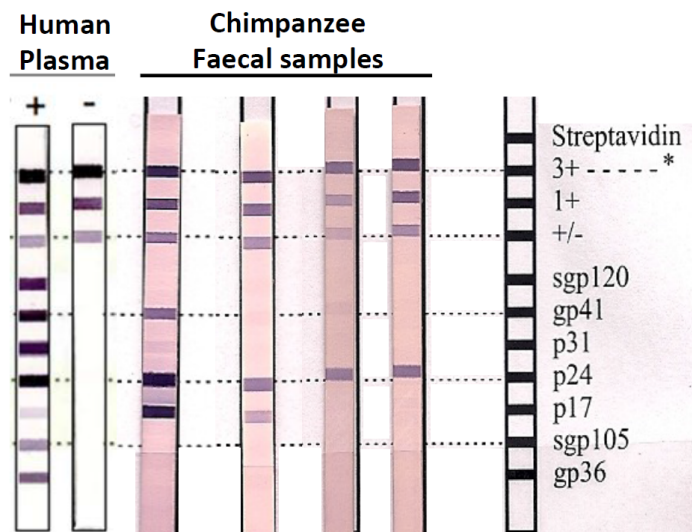 Human
Plasma
Chimpanzee
Faecal samples
+ -
Streptavidin
3+ - - - - - *
1+
+/-
sgp120
gp41
p31
p24
p17
sgp105
gp36